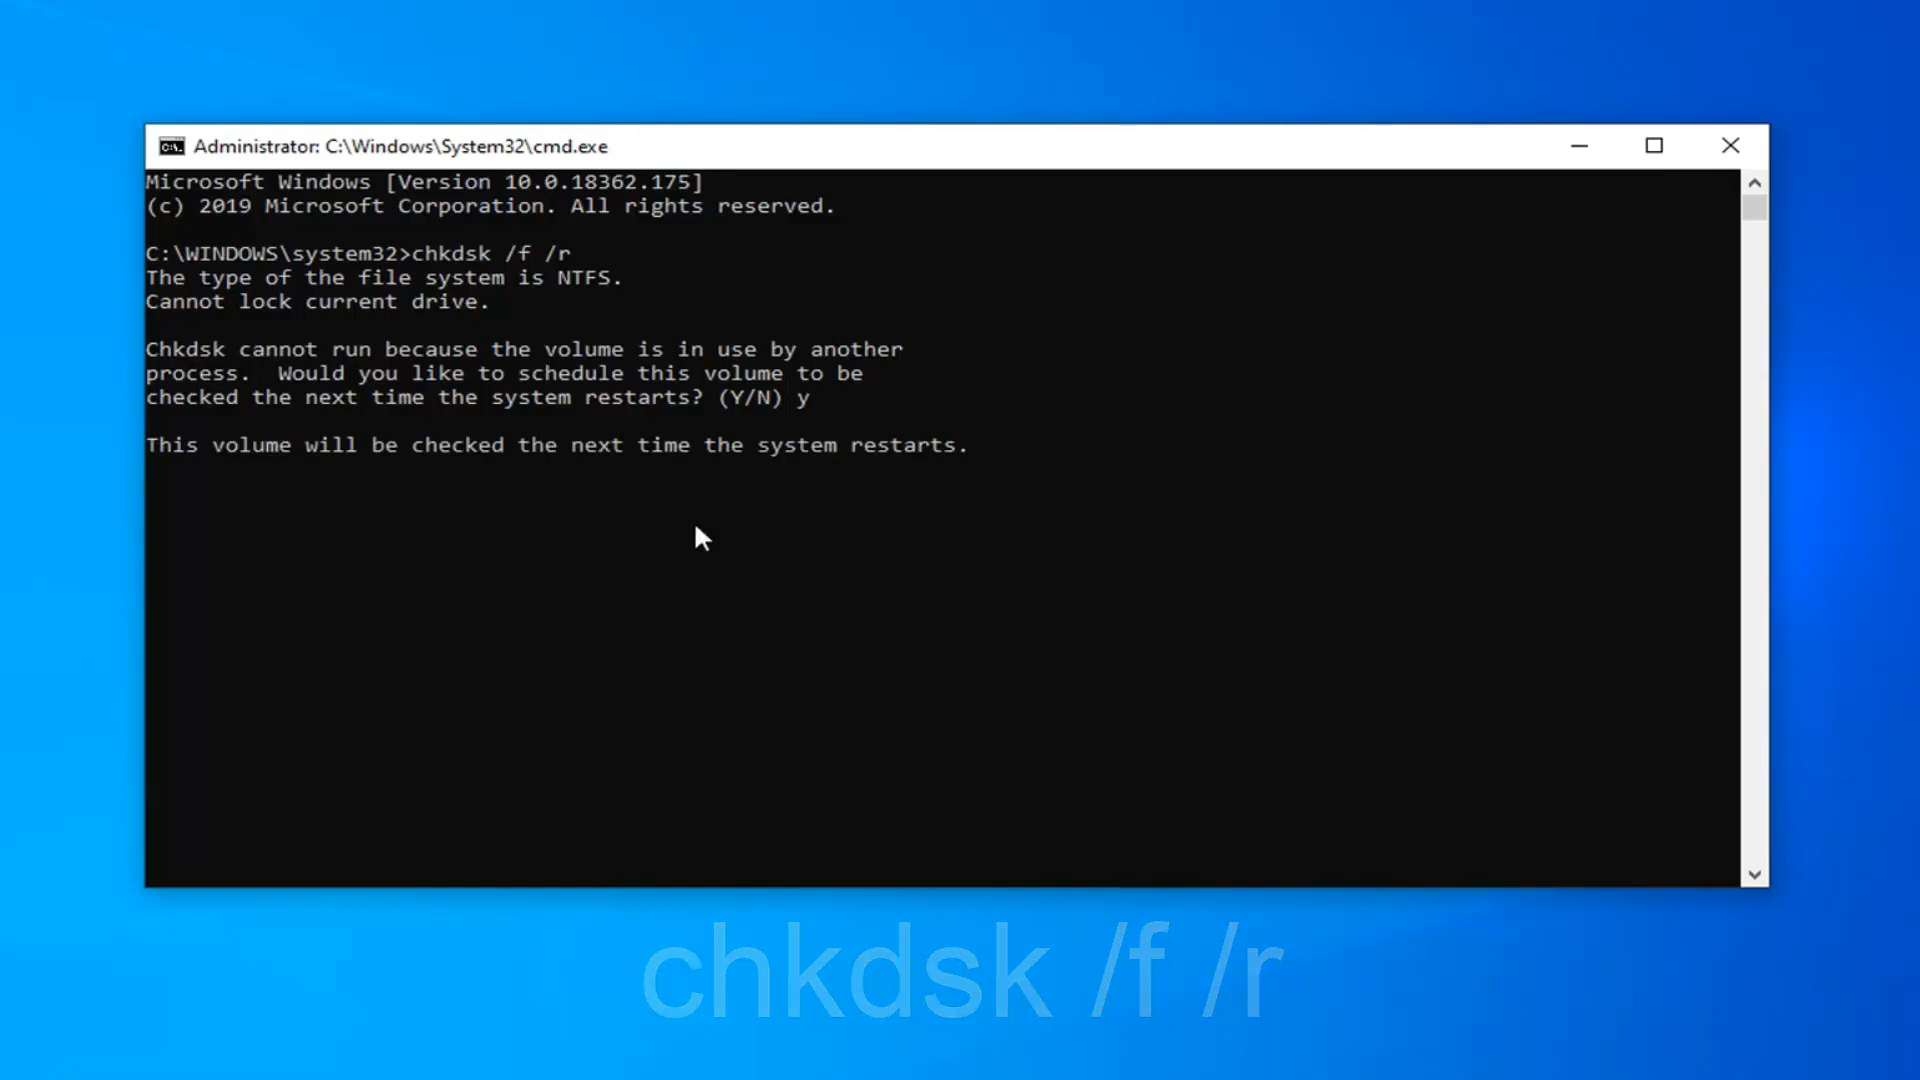 Administrator: C:\Windows\System32\cmd.exe
Microsoft Windows [Version 10.0.18362.175]
(c) 2019 Microsoft Corporation. All rights reserved.
C:\WINDOWS\system32>chkdsk /f /r
The type of the file system is NTFS.
Cannot lock current drive.
Chkdsk cannot run because the volume is in use by another
process.  Would you like to schedule this volume to be
checked the next time the system restarts? (Y/N) y
This volume will be checked the next time the system restarts.
chkdsk /f /r